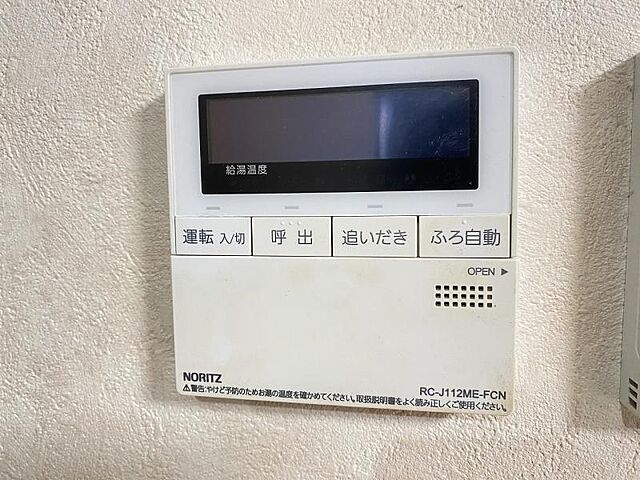 給湯温度
運転 入/切 呼出 追いだき ふろ自動
OPEN ▶
NORITZ
RC-J112ME-FCN
⚠警告:やけど予防のためお湯の温度を確かめてください。取扱説明書をよく読み正しくご使用ください。